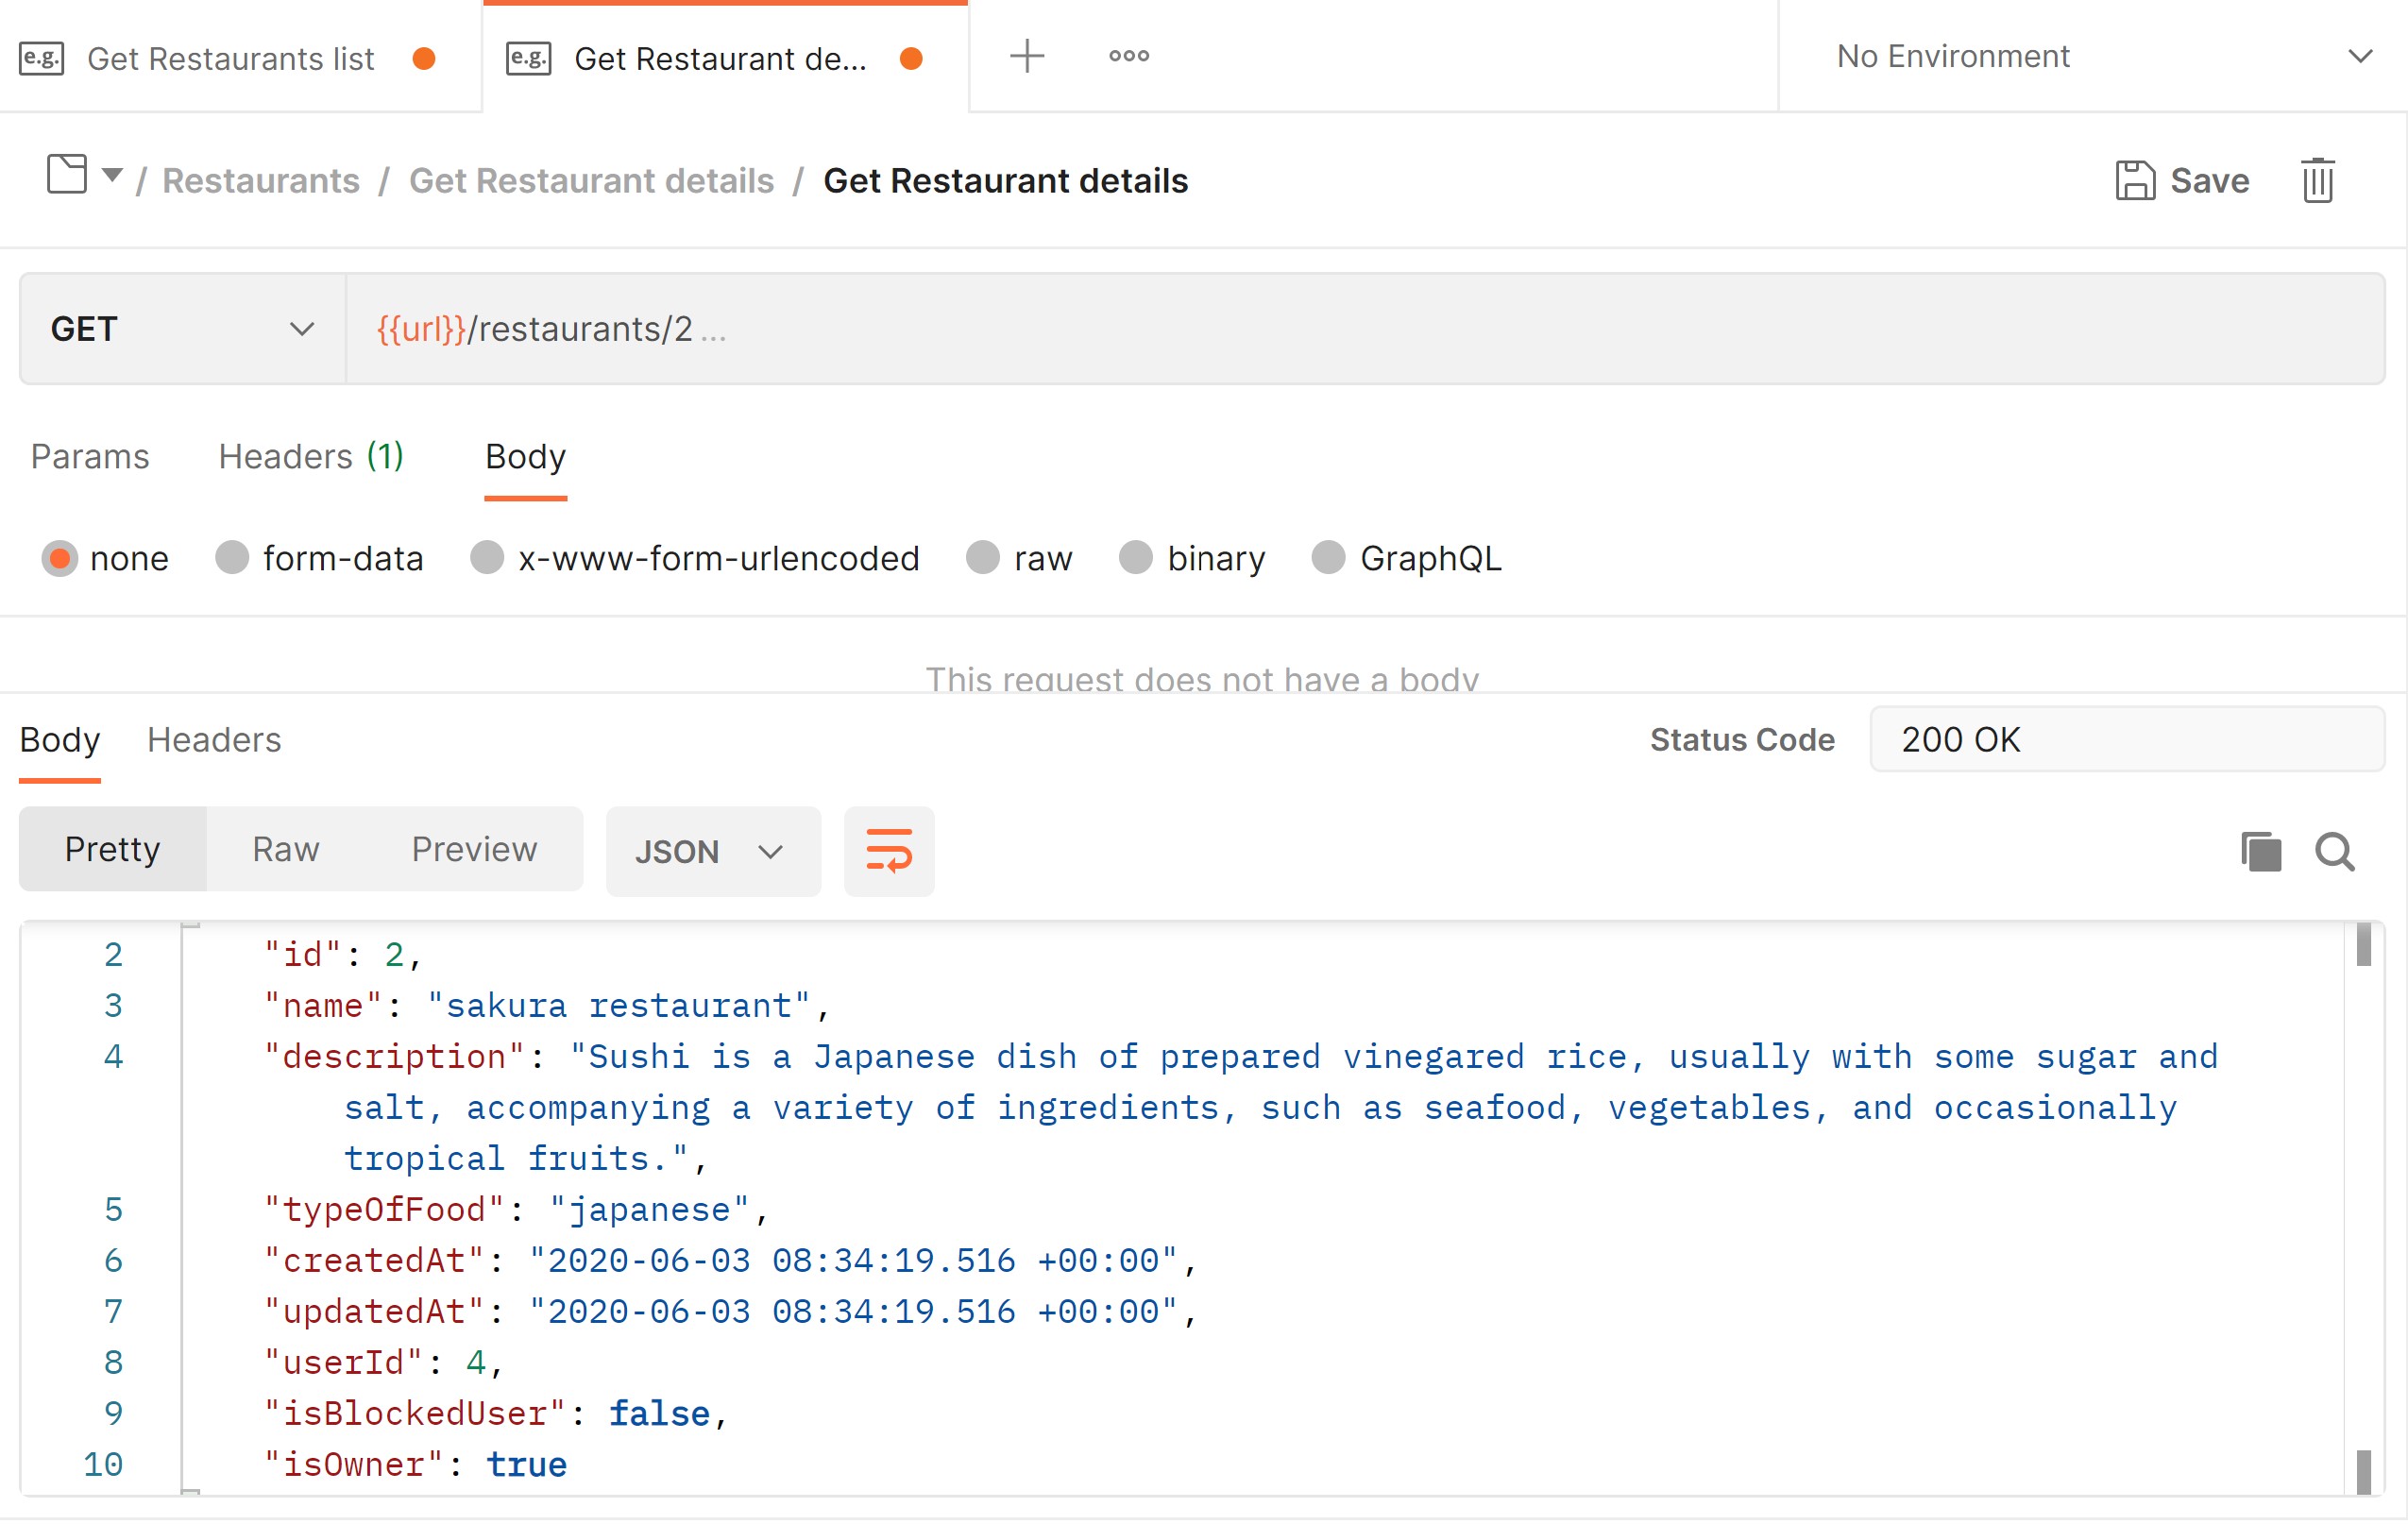 e.g. Get Restaurants list e.g. Get Restaurant de... No Environment
/ Restaurants / Get Restaurant details / Get Restaurant details Save
GET {{url}}/restaurants/2 ...
Params Headers (1) Body
none form-data x-www-form-urlencoded raw binary GraphQL
This request does not have a body
Body Headers Status Code 200 OK
Pretty Raw Preview JSON
2 "id": 2,
3 "name": "sakura restaurant",
4 "description": "Sushi is a Japanese dish of prepared vinegared rice, usually with some sugar and
salt, accompanying a variety of ingredients, such as seafood, vegetables, and occasionally
tropical fruits.",
5 "typeOfFood": "japanese",
6 "createdAt": "2020-06-03 08:34:19.516 +00:00",
7 "updatedAt": "2020-06-03 08:34:19.516 +00:00",
8 "userId": 4,
9 "isBlockedUser": false,
10 "isOwner": true